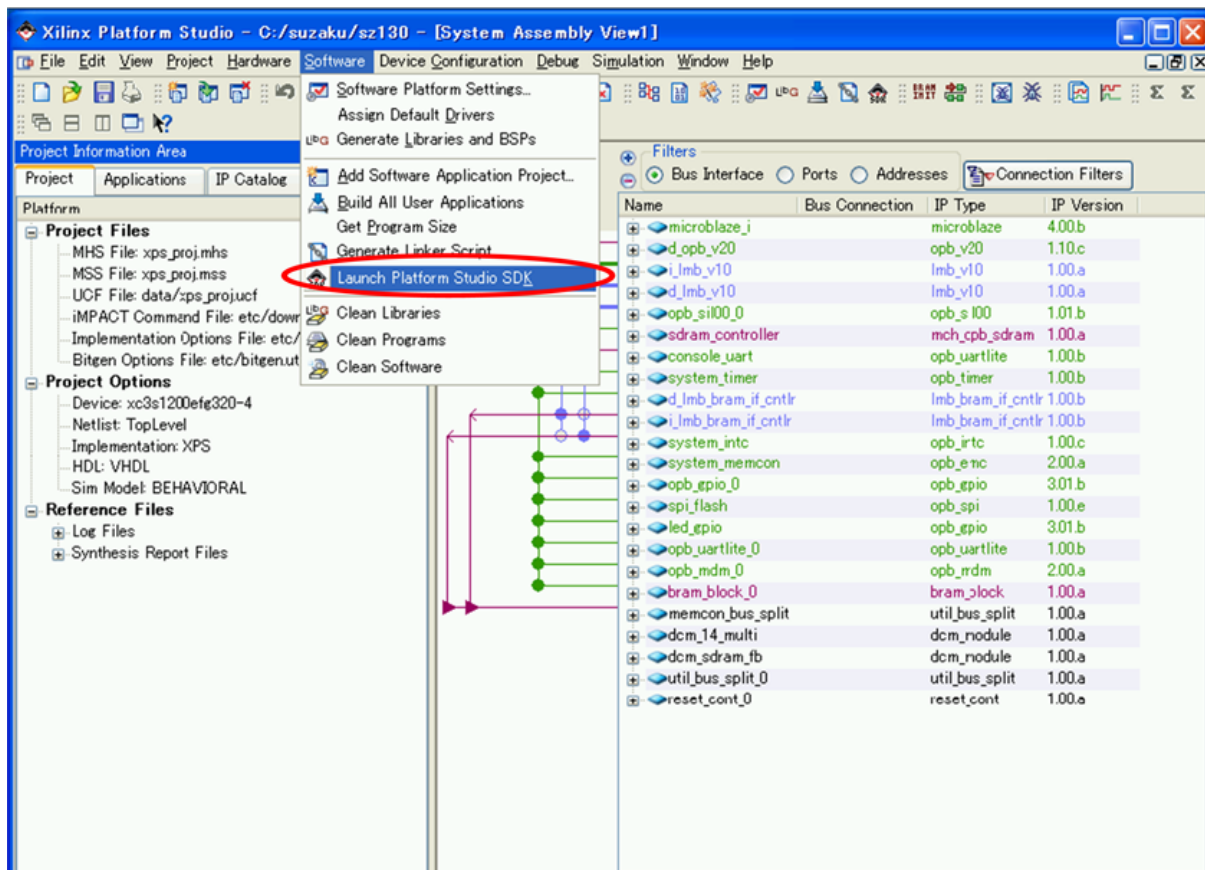 Xilinx Platform Studio - C:/suzaku/sz130 - [System Assembly View1]
File Edit View Project Hardware Software Device Configuration Debug Simulation Window Help
Software Platform Settings...
Assign Default Drivers
Generate Libraries and BSPs
Add Software Application Project...
Build All User Applications
Get Program Size
Generate Linker Script
Launch Platform Studio SDK
Clean Libraries
Clean Programs
Clean Software
Project Information Area
Project Applications IP Catalog
Platform
Project Files
MHS File: xps_proj.mhs
MSS File: xps_proj.mss
UCF File: data/xps_proj.ucf
iMPACT Command File: etc/down
Implementation Options File: etc/
Bitgen Options File: etc/bitgen.ut
Project Options
Device: xc3s1200efg320-4
Netlist: TopLevel
Implementation: XPS
HDL: VHDL
Sim Model: BEHAVIORAL
Reference Files
Log Files
Synthesis Report Files
Filters
Bus Interface Ports Addresses Connection Filters
Name Bus Connection IP Type IP Version
microblaze_i microblaze 4.00.b
d_opb_v20 opb_v20 1.10.c
i_lmb_v10 lmb_v10 1.00.a
d_lmb_v10 lmb_v10 1.00.a
opb_sil00_0 opb_sil00 1.01.b
sdram_controller mch_opb_sdram 1.00.a
console_uart opb_uartlite 1.00.b
system_timer opb_timer 1.00.b
d_lmb_bram_if_cntlr lmb_bram_if_cntlr 1.00.b
i_lmb_bram_if_cntlr lmb_bram_if_cntlr 1.00.b
system_intc opb_intc 1.00.c
system_memcon opb_emc 2.00.a
opb_gpio_0 opb_gpio 3.01.b
spi_flash opb_spi 1.00.e
led_gpio opb_gpio 3.01.b
opb_uartlite_0 opb_uartlite 1.00.b
opb_mdm_0 opb_mdm 2.00.a
bram_block_0 bram_block 1.00.a
memcon_bus_split util_bus_split 1.00.a
dcm_14_multi dcm_module 1.00.a
dcm_sdram_fb dcm_module 1.00.a
util_bus_split_0 util_bus_split 1.00.a
reset_cont_0 reset_cont 1.00.a